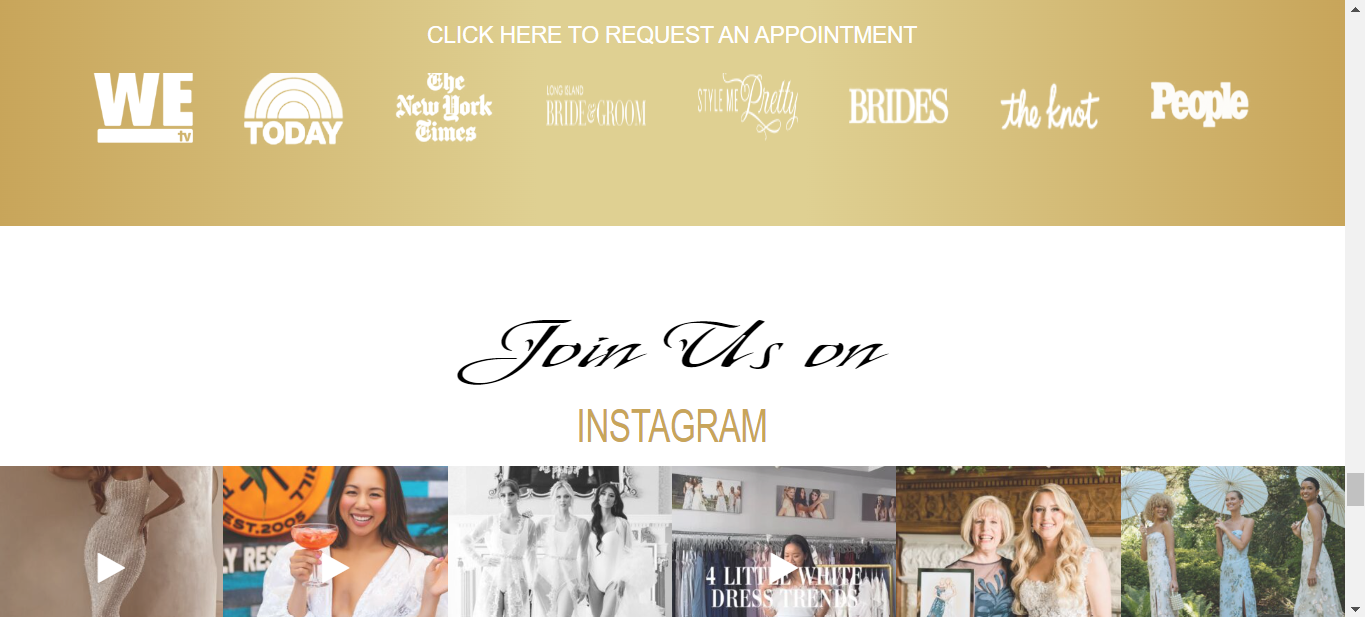 CLICK HERE TO REQUEST AN APPOINTMENT
WE tv
TODAY
The
New York
Times
LONG ISLAND
BRIDE & GROOM
STYLE ME Pretty
BRIDES
the knot
People
Join Us on
INSTAGRAM
EST.2005
4 LITTLE WHITE
DRESS TRENDS